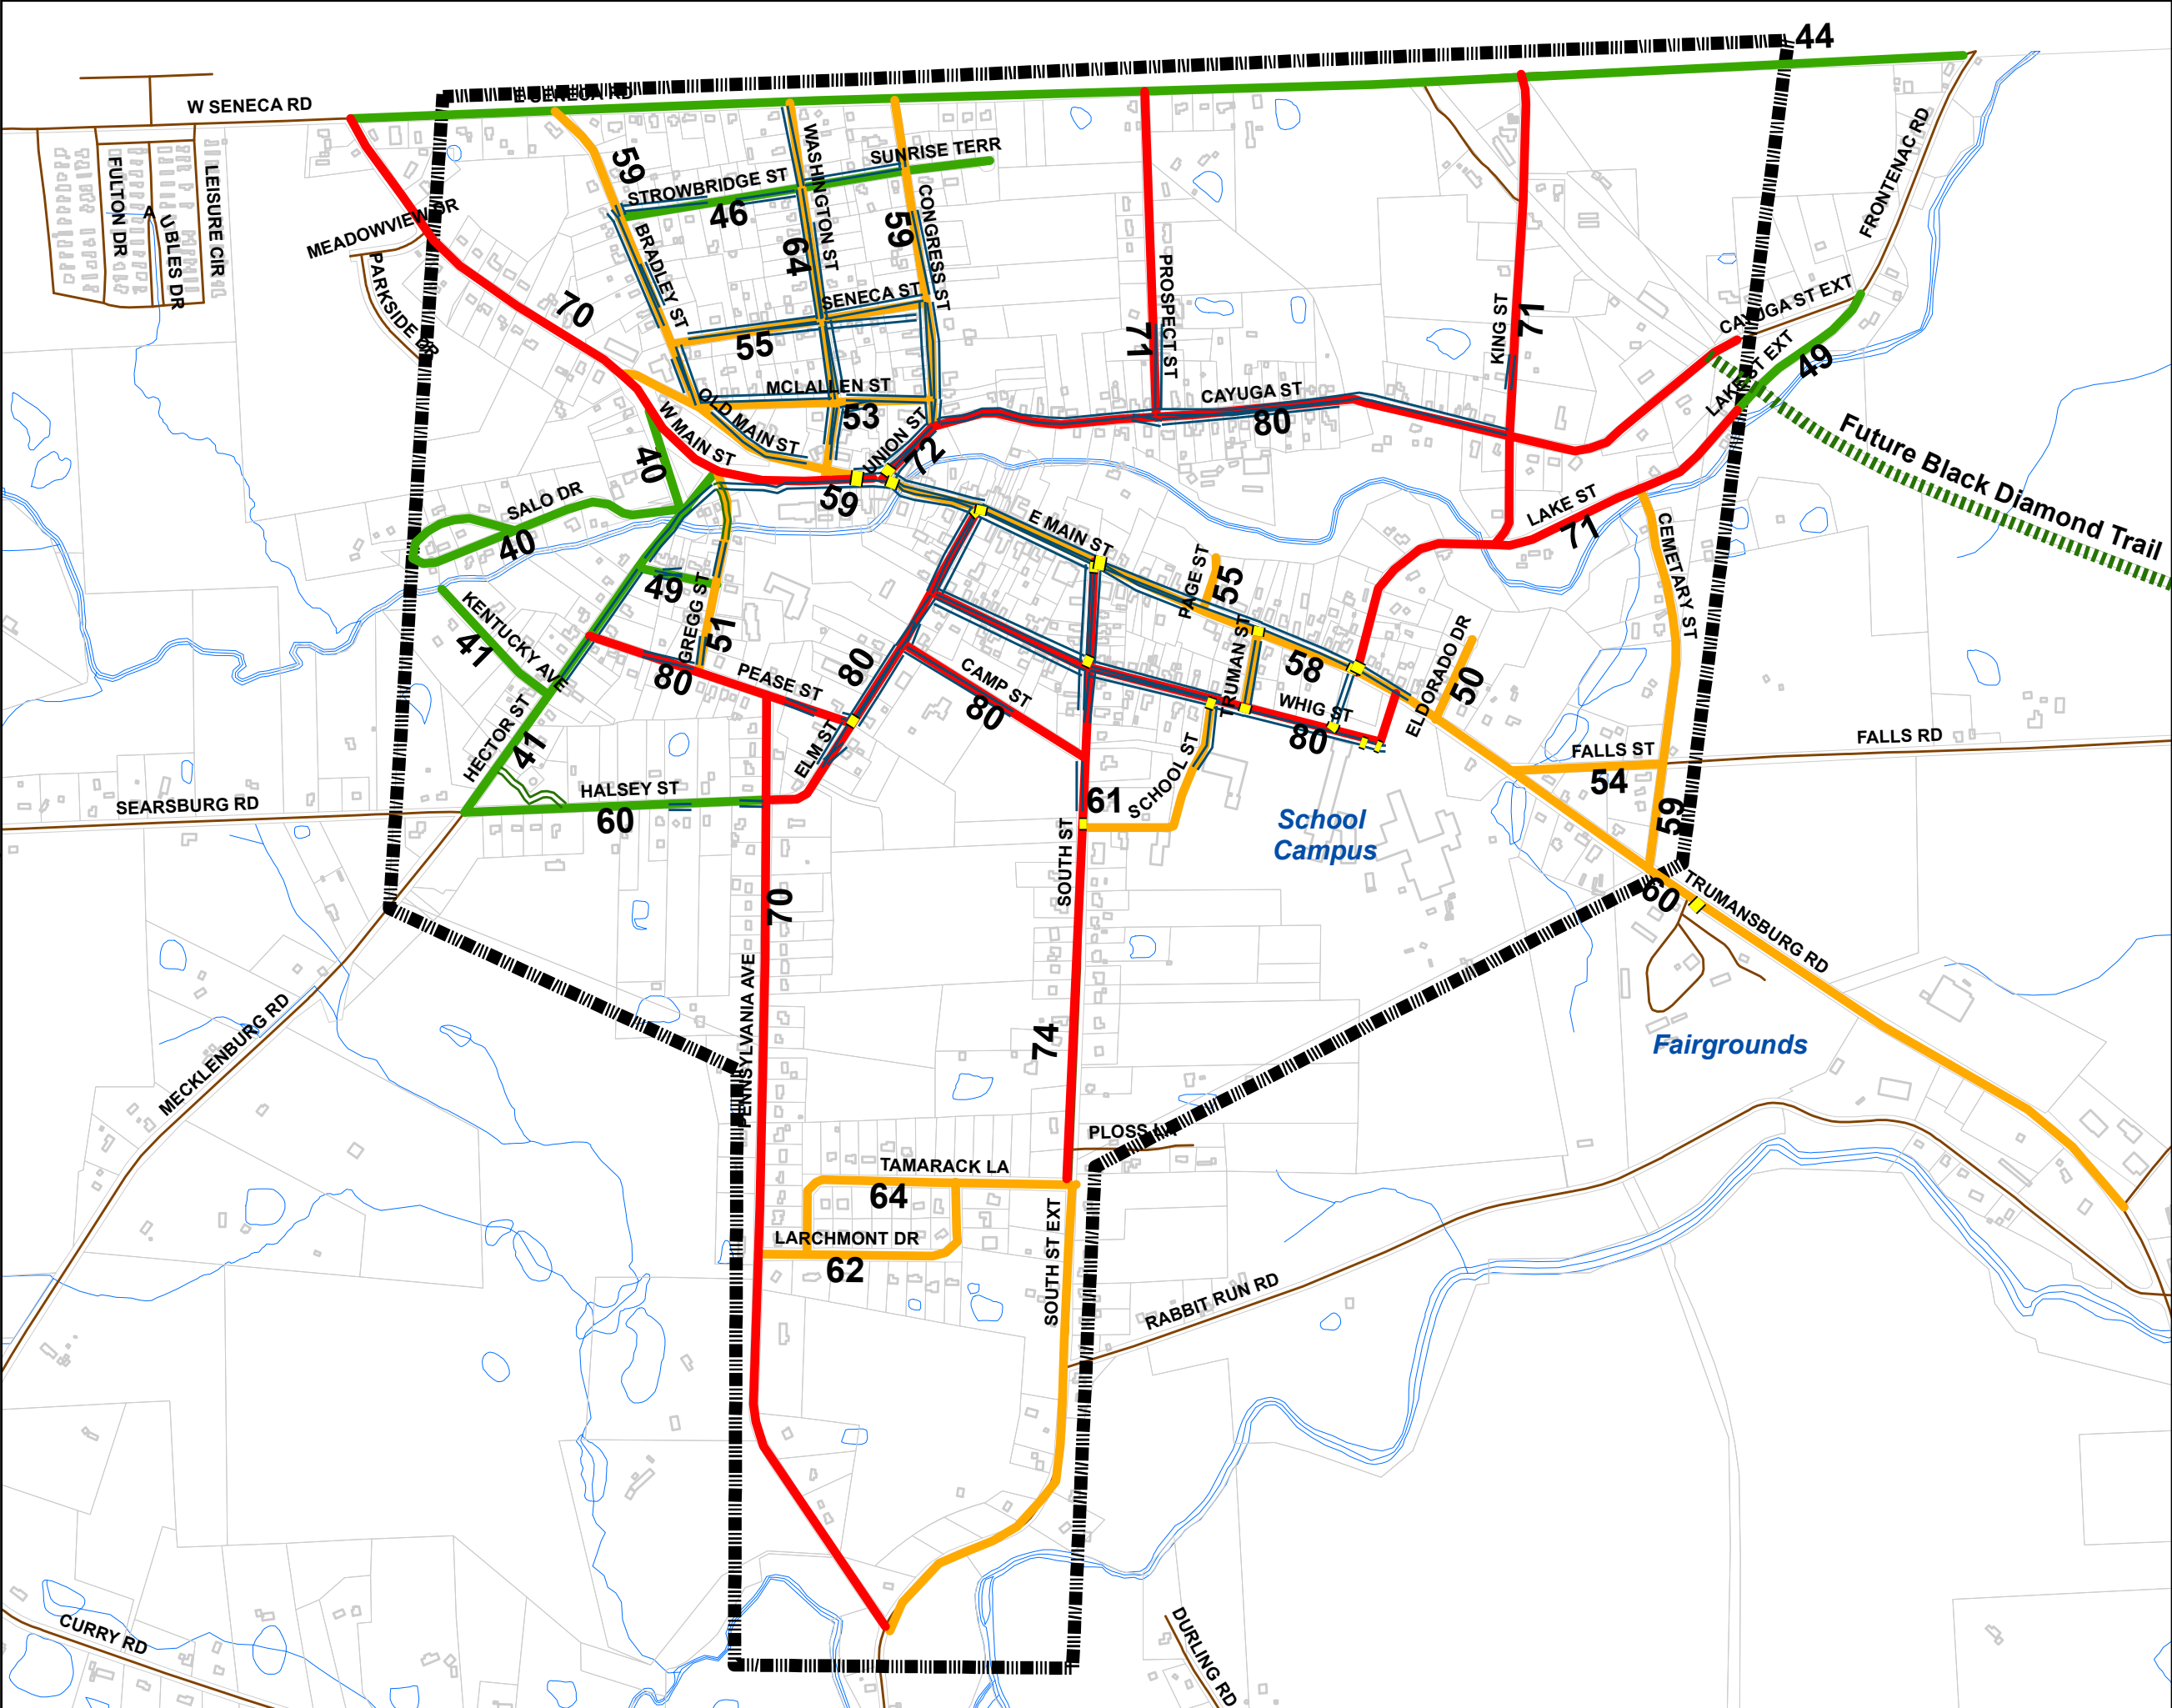 44
E SENECA RD
W SENECA RD
FULTON DR
LEISURE CIR
MEADOWVIEW DR
PARKSIDE DR
59
STROWBRIDGE ST
46
SUNRISE TERR
WASHINGTON ST
64
59
CONGRESS ST
BRADLEY ST
SENECA ST
55
70
MCLALLEN ST
53
OLD MAIN ST
W MAIN ST
UNION ST
72
59
PROSPECT ST
71
CAYUGA ST
80
KING ST
71
FRONTENAC RD
CAYUGA ST EXT
LAKE ST EXT
49
Future Black Diamond Trail
LAKE ST
71
CEMETARY ST
40
SALO DR
40
49
KENTUCKY AVE
41
GREGG ST
51
PEASE ST
80
80
E MAIN ST
PAGE ST
55
TRUMAN ST
58
CAMP ST
80
WHIG ST
80
ELDORADO DR
50
HECTOR ST
41
ELM ST
HALSEY ST
60
SEARSBURG RD
SCHOOL ST
61
SOUTH ST
School
Campus
FALLS ST
54
FALLS RD
59
60
TRUMANSBURG RD
Fairgrounds
70
PENNSYLVANIA AVE
74
MECKLENBURG RD
PLOSS LA
TAMARACK LA
64
LARCHMONT DR
62
SOUTH ST EXT
RABBIT RUN RD
CURRY RD
DURLING RD